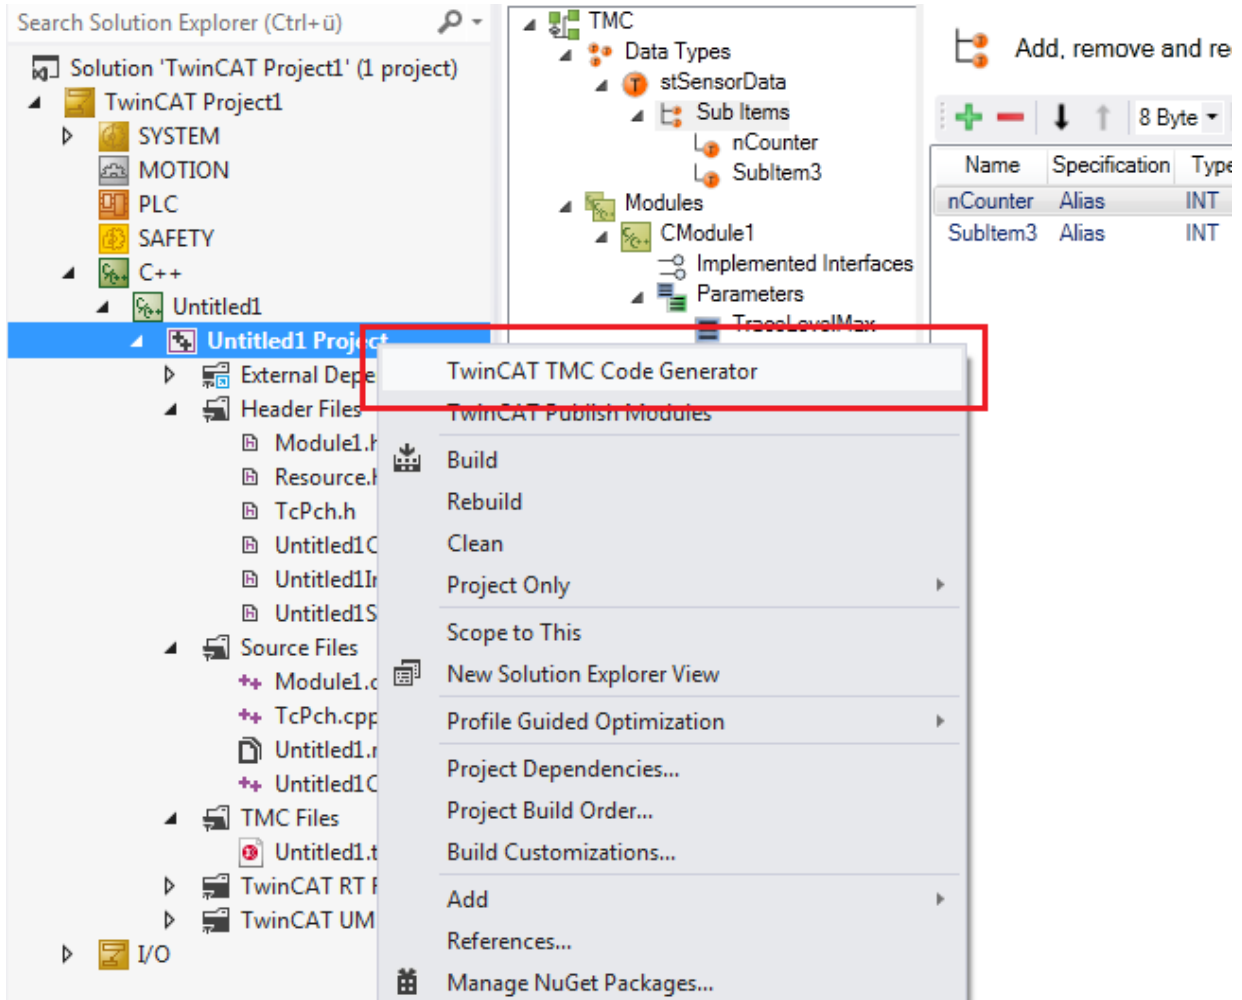 Search Solution Explorer (Ctrl+ü)
Solution 'TwinCAT Project1' (1 project)
TwinCAT Project1
SYSTEM
MOTION
PLC
SAFETY
C++
Untitled1
Untitled1 Project
External Depe
Header Files
Module1.h
Resource.h
TcPch.h
Untitled1C
Untitled1In
Untitled1S
Source Files
Module1.c
TcPch.cpp
Untitled1.r
Untitled1C
TMC Files
Untitled1.t
TwinCAT RT F
TwinCAT UM
I/O
TMC
Data Types
stSensorData
Sub Items
nCounter
SubItem3
Modules
CModule1
Implemented Interfaces
Parameters
TraceLevelMax
TwinCAT TMC Code Generator
TwinCAT Publish Modules
Build
Rebuild
Clean
Project Only
Scope to This
New Solution Explorer View
Profile Guided Optimization
Project Dependencies...
Project Build Order...
Build Customizations...
Add
References...
Manage NuGet Packages...
Add, remove and re
8 Byte
Name Specification Type
nCounter Alias INT
SubItem3 Alias INT